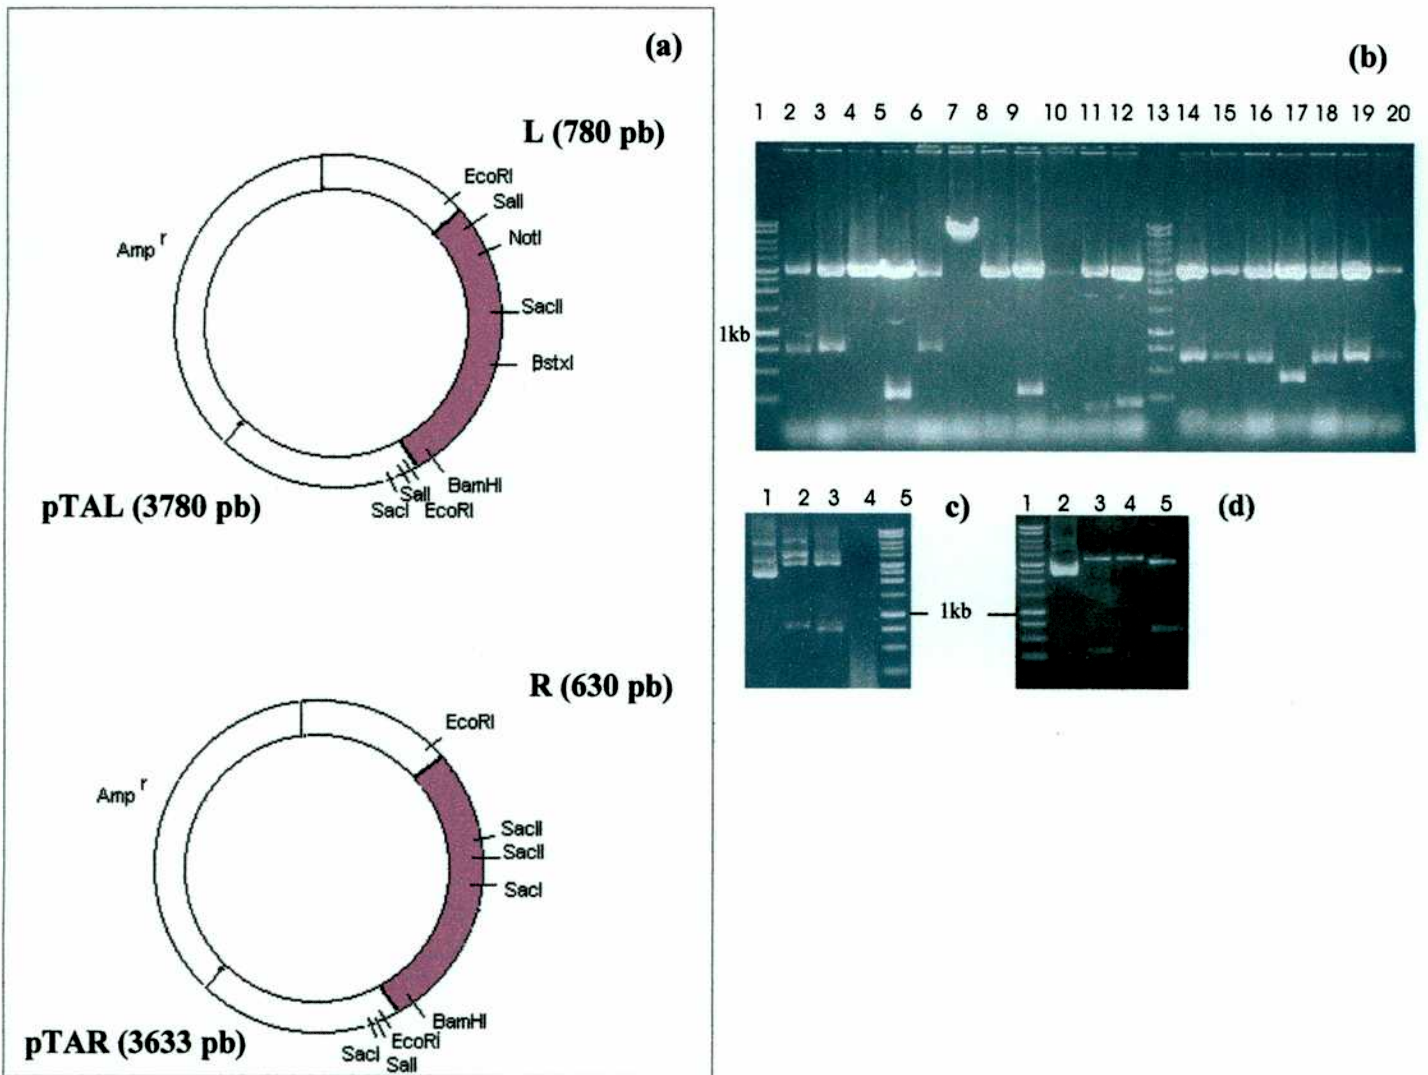 (a)
L (780 pb)
EcoRI
SalI
NotI
SacII
BstxI
BamHI
EcoRI
SalI
SacI
Amp r
pTAL (3780 pb)
R (630 pb)
EcoRI
SacII
SacII
SacI
BamHI
EcoRi
SalI
SacI
Amp r
pTAR (3633 pb)
(b)
1 2 3 4 5 6 7 8 9 10 11 12 13 14 15 16 17 18 19 20
1kb
1 2 3 4 5
c)
1 2 3 4 5
(d)
1kb